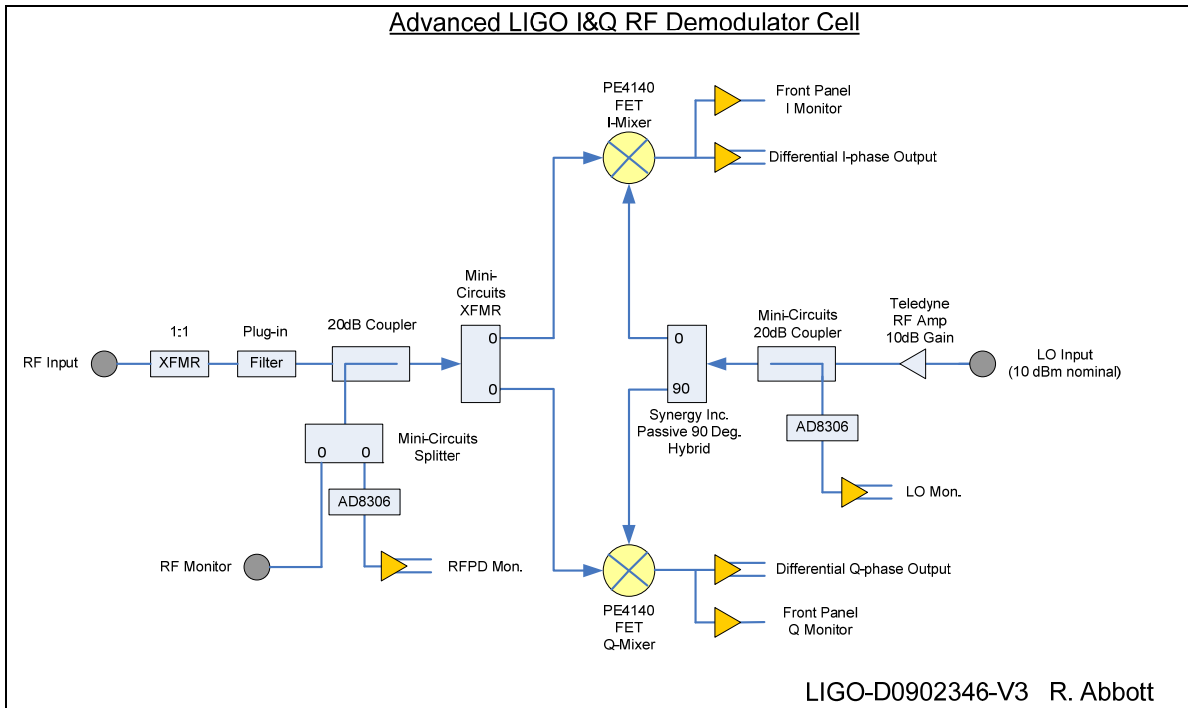 Advanced LIGO I&Q RF Demodulator Cell
PE4140
FET
I-Mixer
Front Panel
I Monitor
Differential I-phase Output
Mini-
Circuits
XFMR
0
0
1:1
XFMR
Plug-in
Filter
20dB Coupler
RF Input
Mini-Circuits
Splitter
0 0
AD8306
RF Monitor
RFPD Mon.
0
90
Synergy Inc.
Passive 90 Deg.
Hybrid
Mini-Circuits
20dB Coupler
Teledyne
RF Amp
10dB Gain
LO Input
(10 dBm nominal)
AD8306
LO Mon.
PE4140
FET
Q-Mixer
Differential Q-phase Output
Front Panel
Q Monitor
LIGO-D0902346-V3 R. Abbott